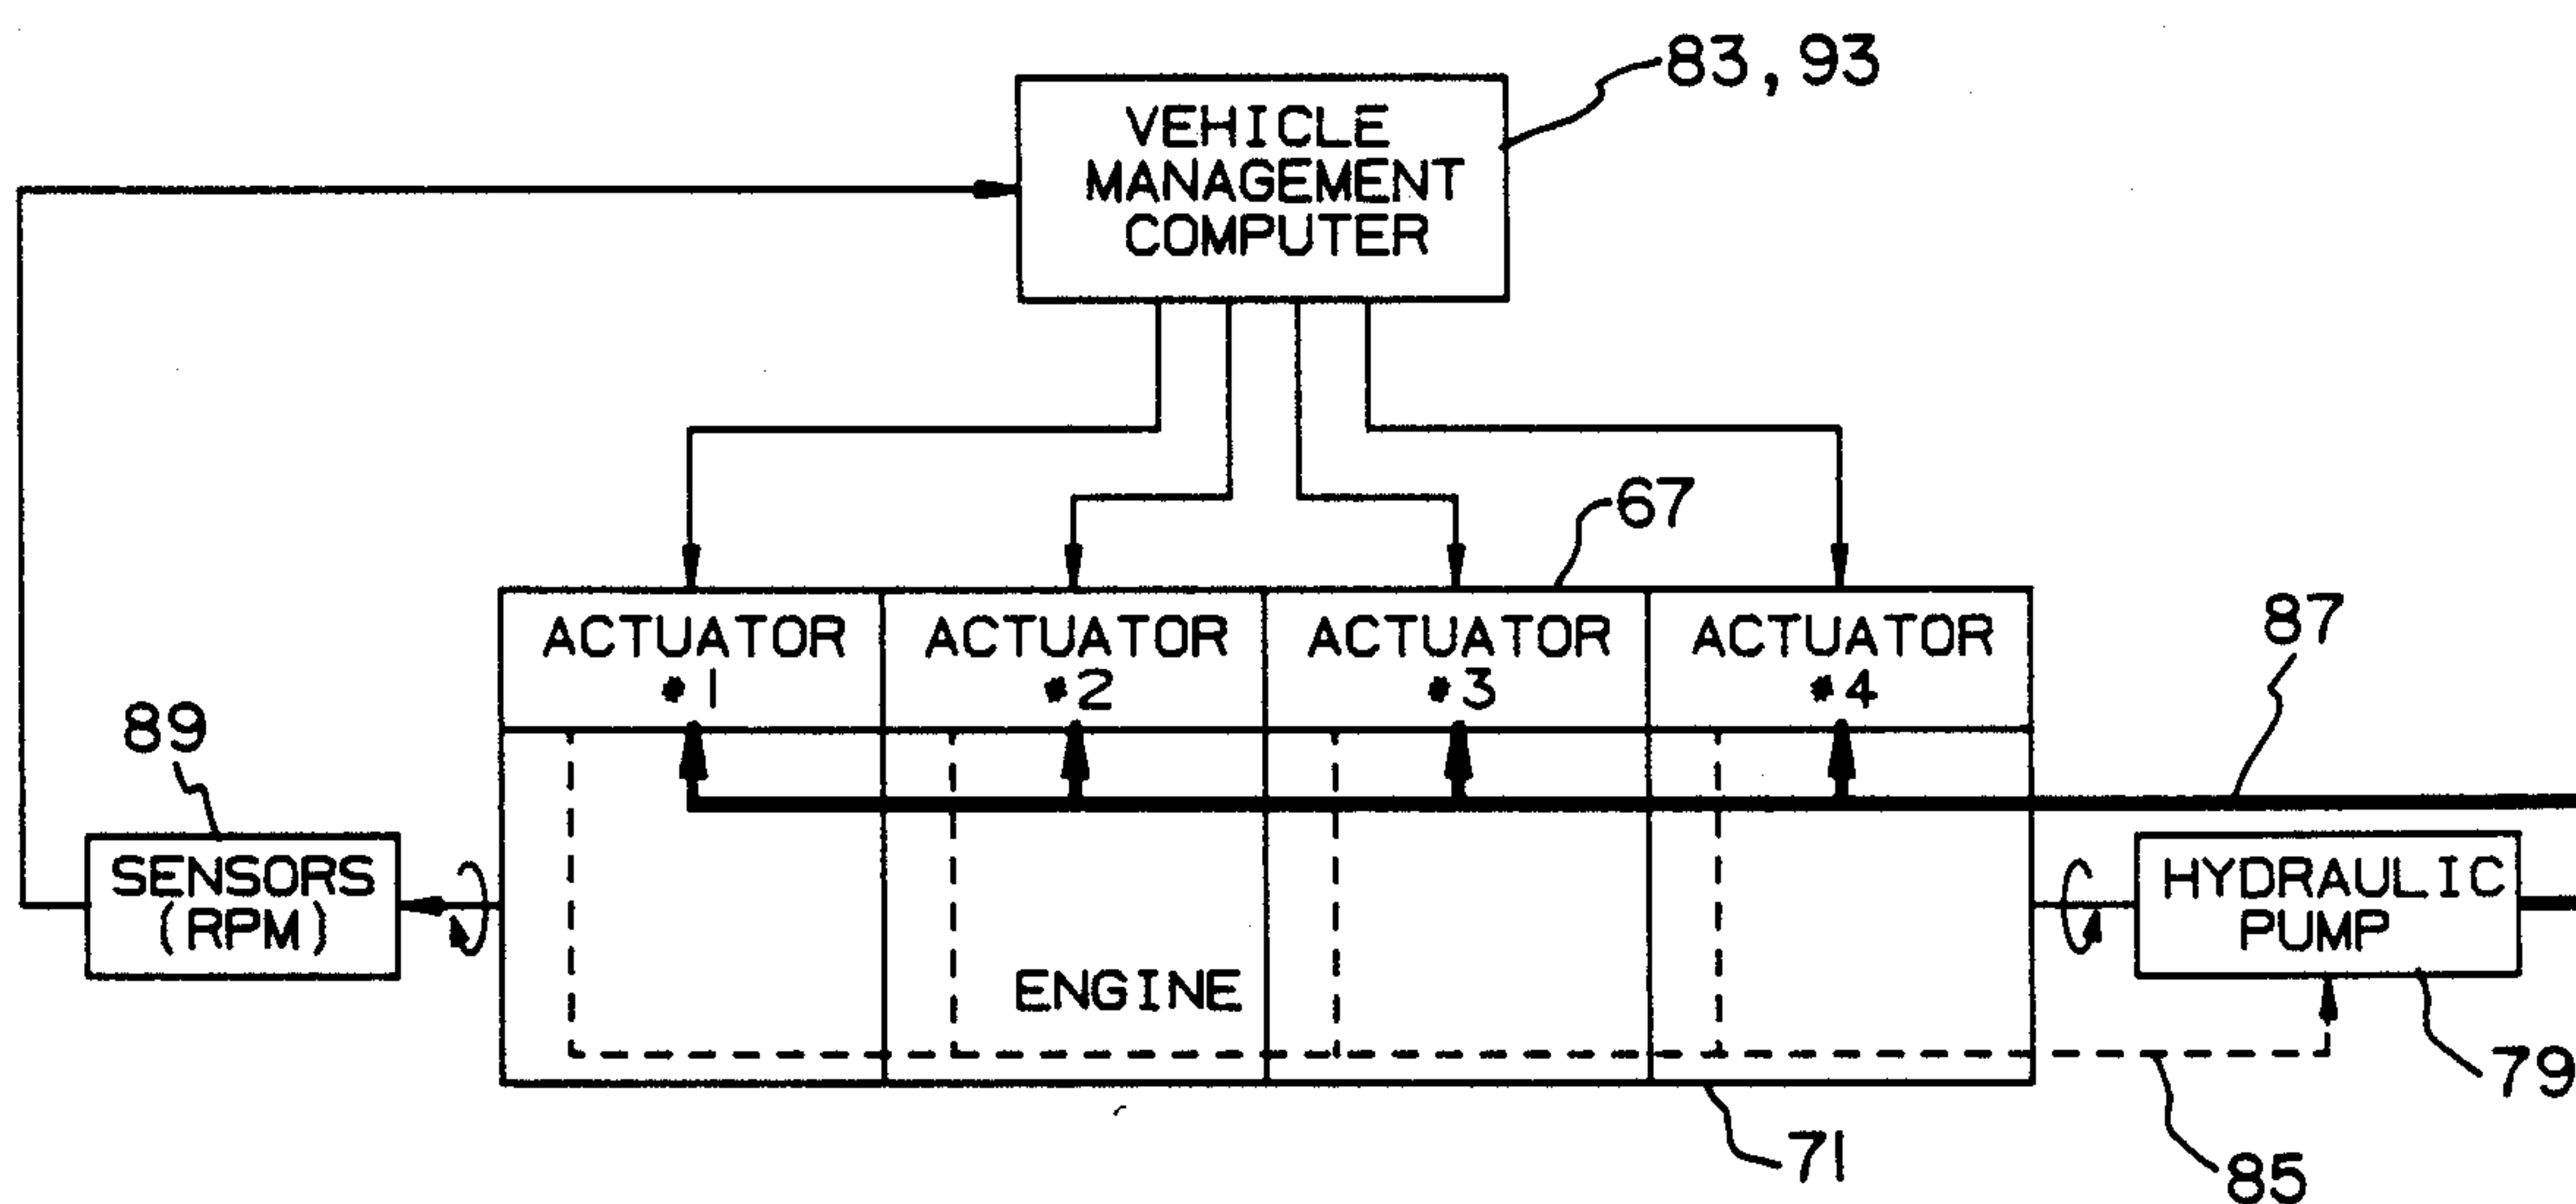 83, 93
VEHICLE
MANAGEMENT
COMPUTER
67
ACTUATOR
#1
ACTUATOR
#2
ACTUATOR
#3
ACTUATOR
#4
87
89
SENSORS
(RPM)
HYDRAULIC
PUMP
ENGINE
79
71
85